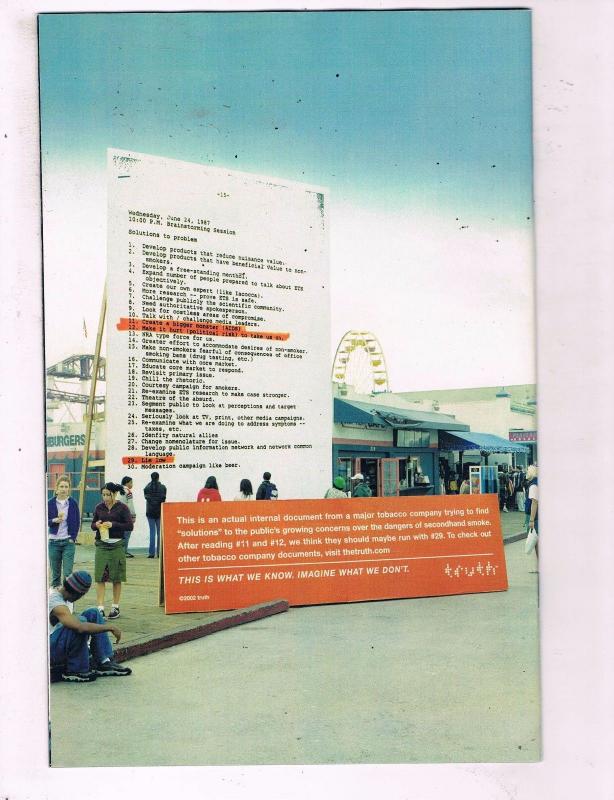 -15-
Wednesday, June 24, 1987
10:00 P.M. Brainstorming Session
Solutions to problem
1. Develop products that reduce nuisance value.
2. Develop products that have beneficial value to non-
smokers.
3. Develop a free-standing
4. Expand number of people prepared to talk about ETS
objectively.
5. Create our own expert (like Iacocca).
6. More research -- prove ETS is safe.
7. Challenge publicly the scientific community.
8. Need authoritative spokesperson.
9. Look for costless areas of compromise.
10. Talk with / challenge media leaders.
11. Create a bigger monster (AIDS)
12. Make it hurt (political risk) to take us on.
13. NRA type force for us.
14. Greater effort to accommodate desires of non-smoker.
15. Make non-smokers fearful of consequences of office
smoking bans (drug testing, etc.)
16. Communicate with core market.
17. Educate core market to respond.
18. Revisit primary issue.
19. Chill the rhetoric.
20. Courtesy campaign for smokers.
21. Re-examine ETS research to make case stronger.
22. Theatre of the absurd.
23. Segment public to look at perceptions and target
messages.
24. Seriously look at TV, print, other media campaigns.
25. Re-examine what we are doing to address symptoms --
taxes, etc.
26. Idenfity natural allies
27. Change nomenclature for issue.
28. Develop public information network and network common
language.
29. Lie low
30. Moderation campaign like beer.
BURGERS
This is an actual internal document from a major tobacco company trying to find
"solutions" to the public's growing concerns over the dangers of secondhand smoke.
After reading #11 and #12, we think they should maybe run with #29. To check out
other tobacco company documents, visit thetruth.com
THIS IS WHAT WE KNOW. IMAGINE WHAT WE DON'T.
©2002 truth